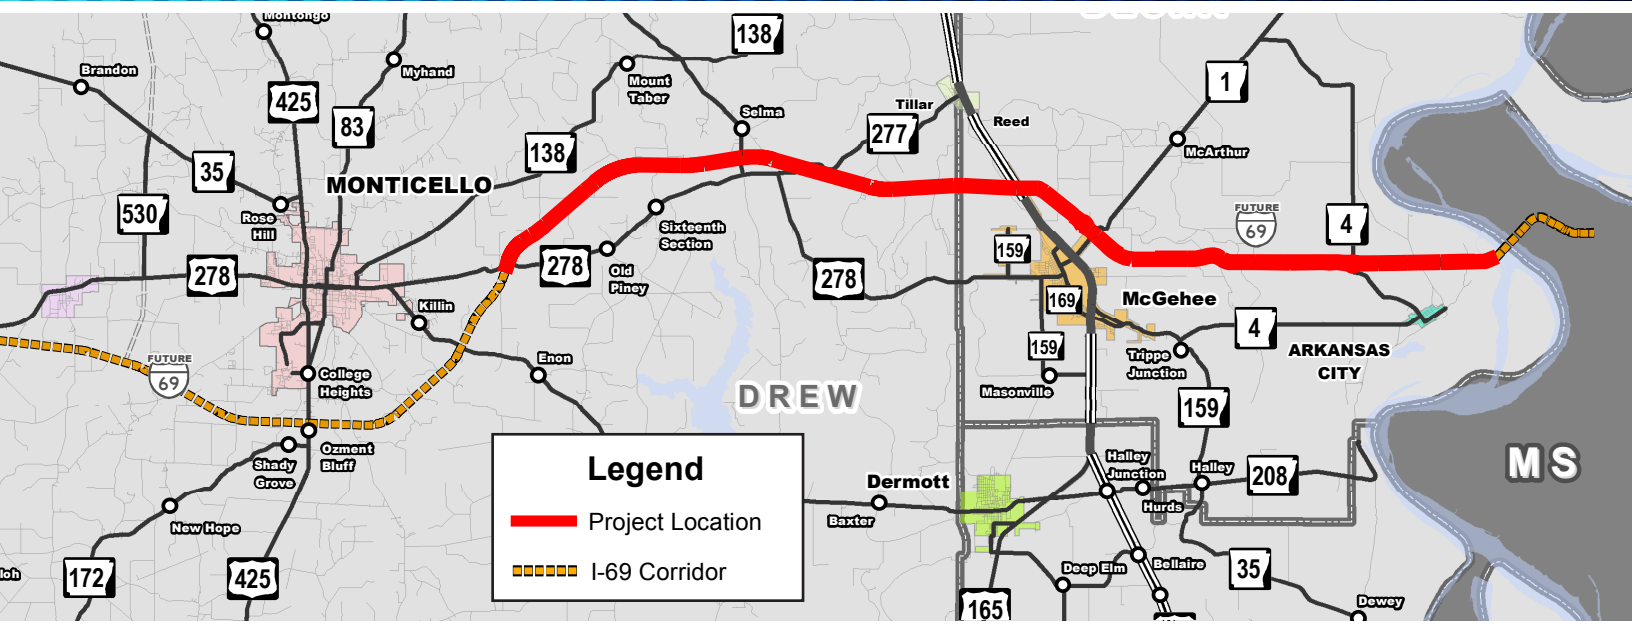 Montongo
138
Brandon
Myhand
Mount
Taber
1
425
83
Selma
Tillar
277
Reed
138
McArthur
35
MONTICELLO
530
Rose
Hill
Sixteenth
Section
FUTURE
69
4
159
278
278
Old
Piney
278
169
McGehee
Killin
4
159
Trippe
Junction
ARKANSAS
CITY
FUTURE
69
Enon
College
Heights
DREW
Masonville
159
Ozment
Bluff
Shady
Grove
Legend
Project Location
I-69 Corridor
Halley
Junction
Halley
208
MS
Dermott
Baxter
Hurds
New Hope
172
425
Deep Elm
Bellaire
35
165
Dewey